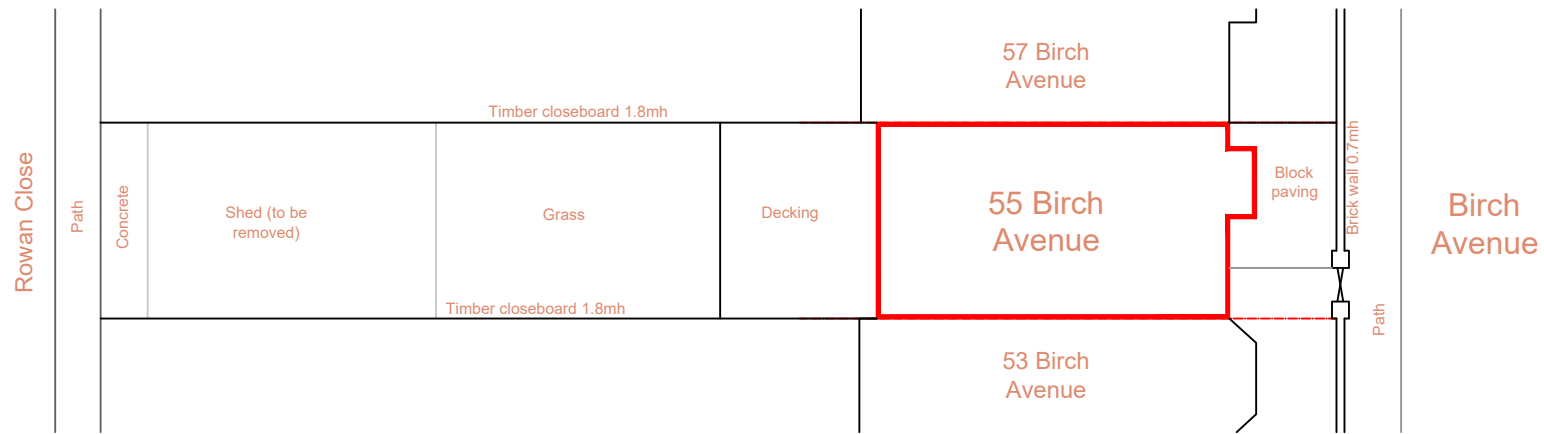 57 Birch
Avenue
Timber closeboard 1.8mh
Rowan Close
Path
Concrete
Shed (to be
removed)
Grass
Decking
55 Birch
Avenue
Block
paving
Brick wall 0.7mh
Birch
Avenue
Timber closeboard 1.8mh
Path
53 Birch
Avenue